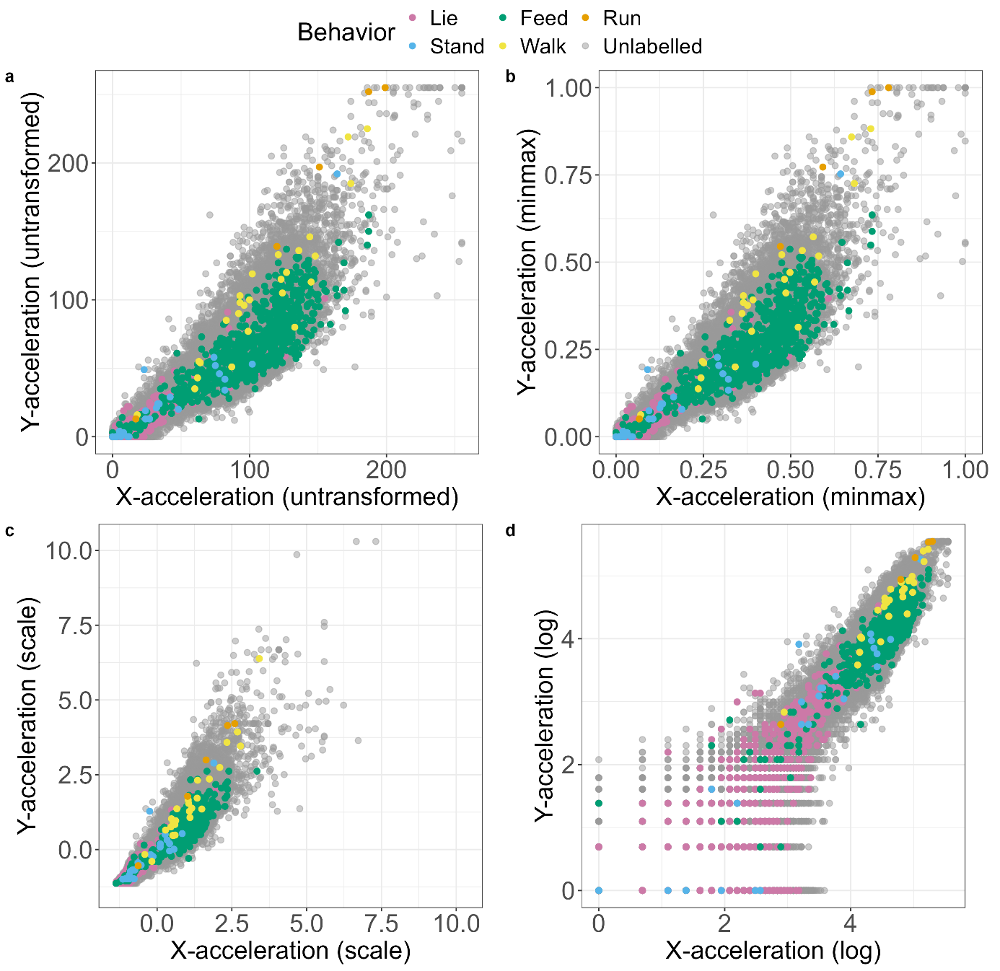 Behavior
Lie Feed Run
Stand Walk Unlabelled
a
Y-acceleration (untransformed)
200
100
0
0 100 200
X-acceleration (untransformed)
b
Y-acceleration (minmax)
1.00
0.75
0.50
0.25
0.00
0.00 0.25 0.50 0.75 1.00
X-acceleration (minmax)
c
Y-acceleration (scale)
10.0
7.5
5.0
2.5
0.0
0.0 2.5 5.0 7.5 10.0
X-acceleration (scale)
d
Y-acceleration (log)
4
2
0
0 2 4
X-acceleration (log)